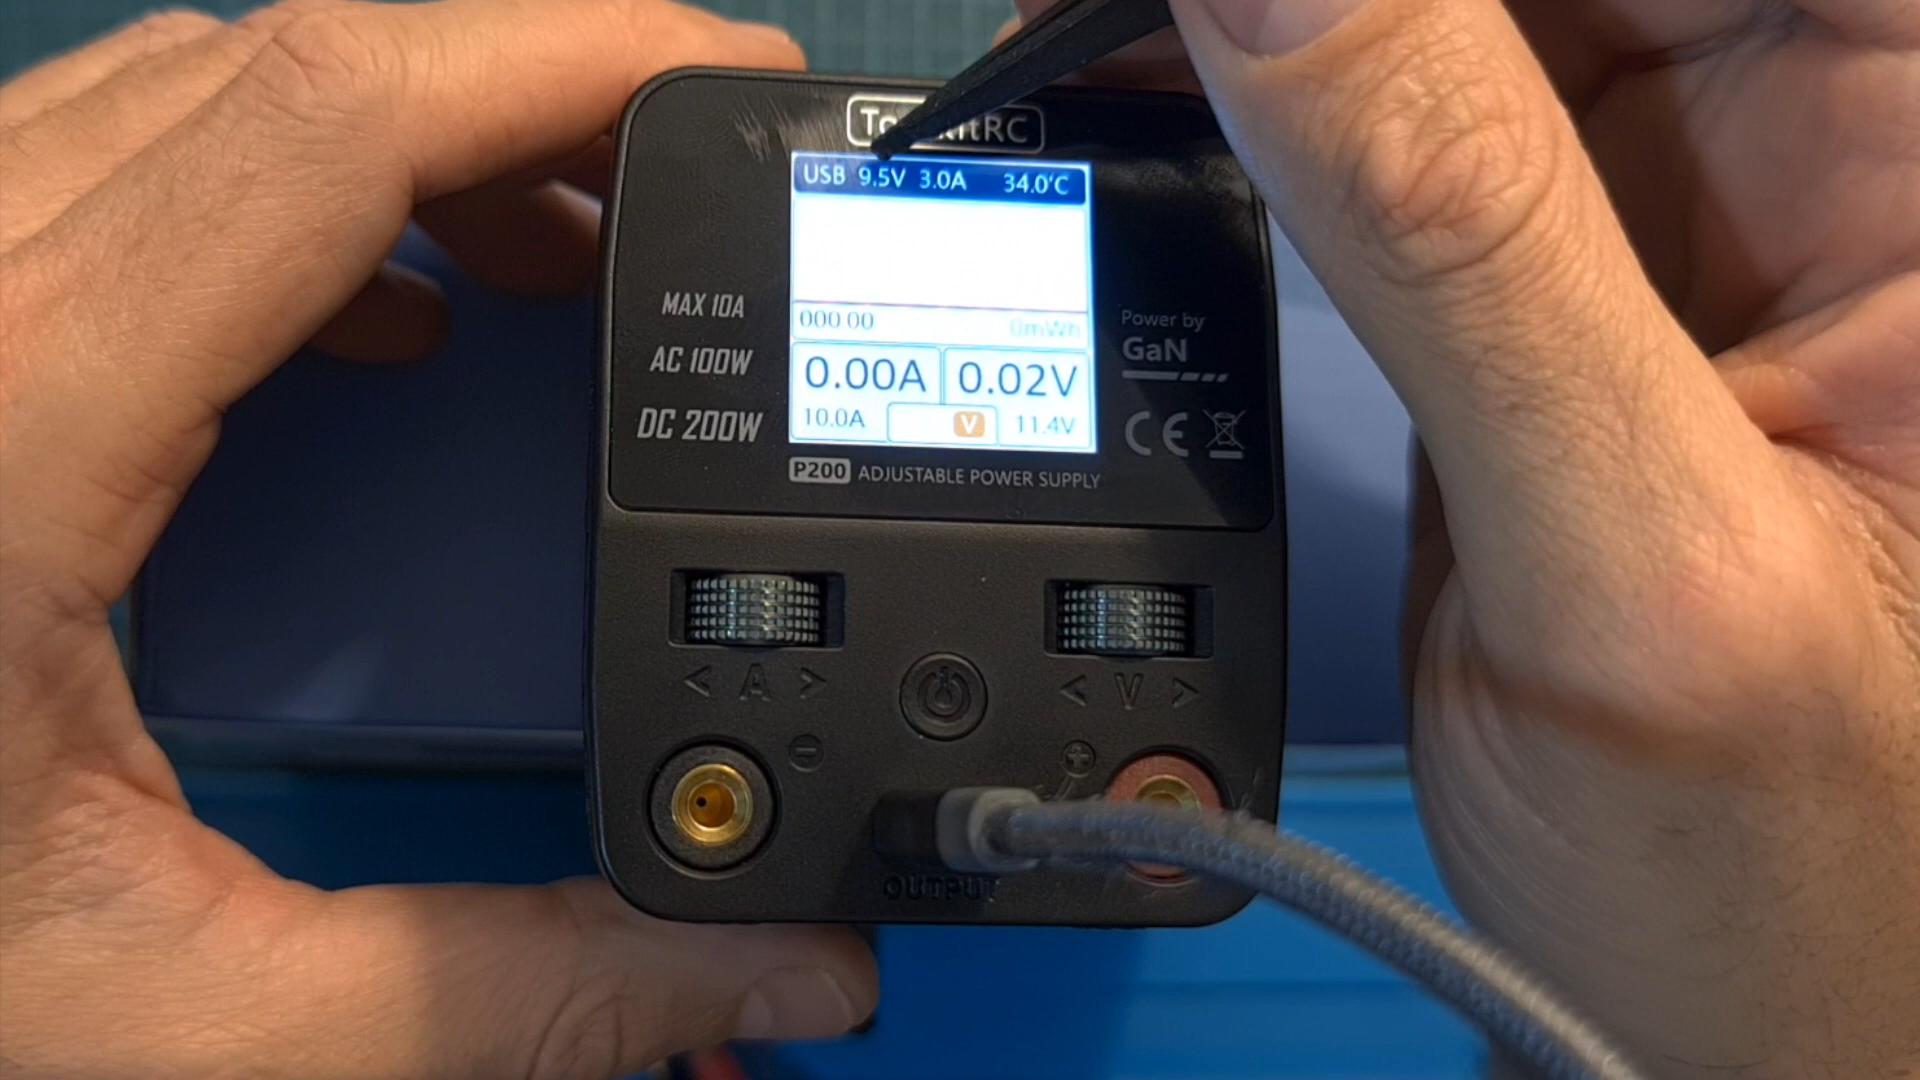 USB 9.5V 3.0A 34.0°C
000:00 0mWh
0.00A 0.02V
10.0A V 11.4V
MAX 10A
AC 100W
DC 200W
Power by
GaN
CE
P200 ADJUSTABLE POWER SUPPLY
< A > < V >
OUTPUT